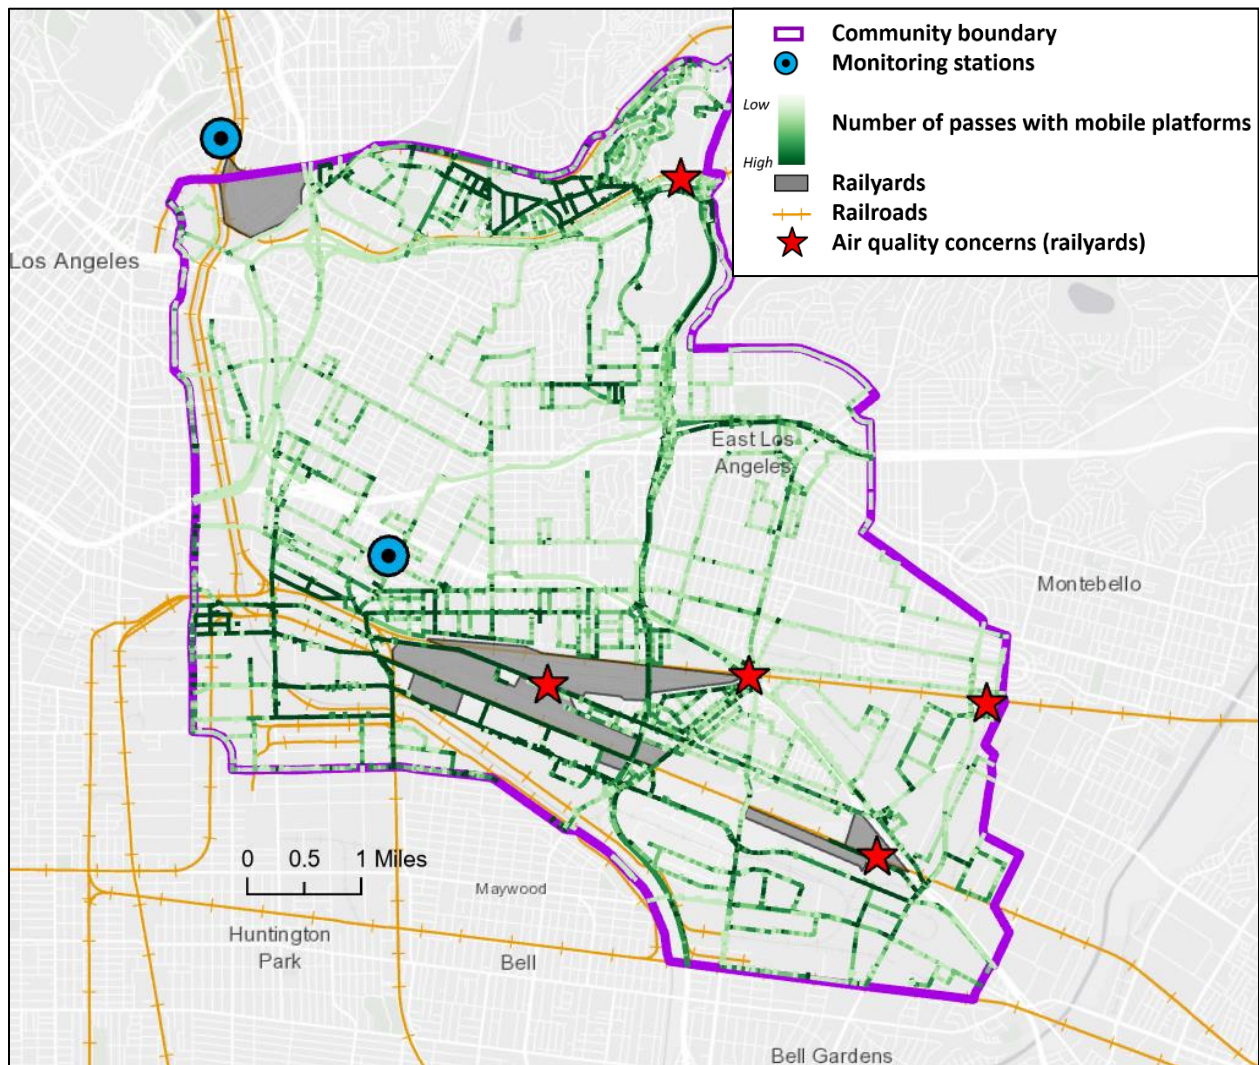 Community boundary
Monitoring stations
Low
Number of passes with mobile platforms
High
Railyards
Railroads
Air quality concerns (railyards)
Los Angeles
East Los
Angeles
Montebello
0 0.5 1 Miles
Maywood
Huntington
Park
Bell
Bell Gardens